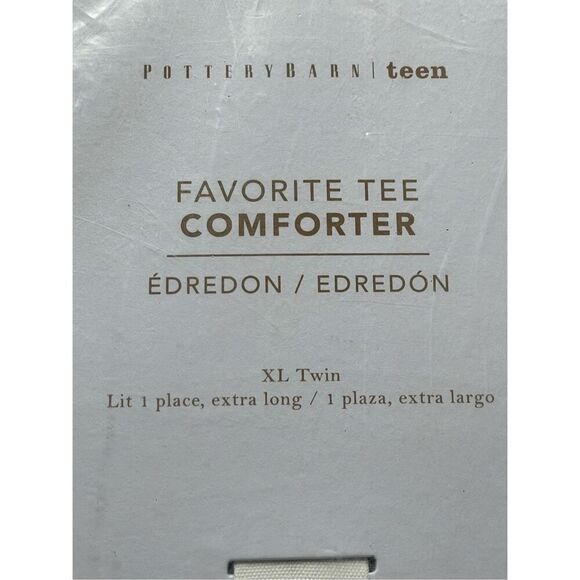 POTTERYBARN | teen
FAVORITE TEE
COMFORTER
ÉDREDON / EDREDÓN
XL Twin
Lit 1 place, extra long / 1 plaza, extra largo